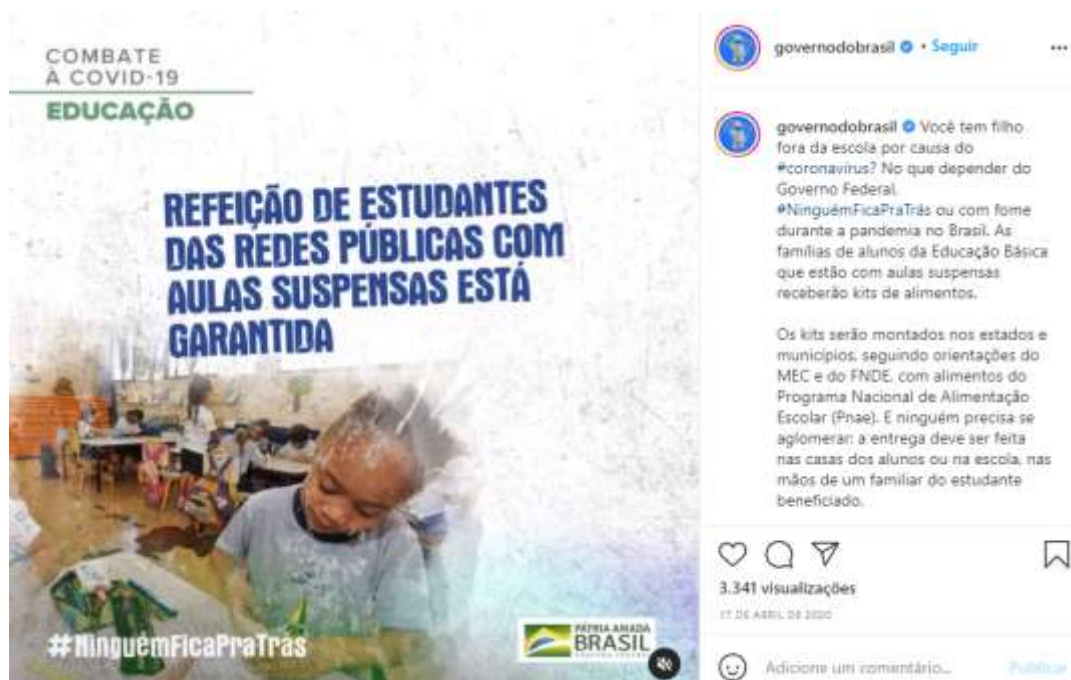 COMBATE
À COVID-19
EDUCAÇÃO
REFEIÇÃO DE ESTUDANTES
DAS REDES PÚBLICAS COM
AULAS SUSPENSAS ESTÁ
GARANTIDA
#NinguémFicaPraTrás
PÁTRIA AMADA
BRASIL
governodobrasil • Seguir
governodobrasil Você tem filho
fora da escola por causa do
#coronavírus? No que depender do
Governo Federal,
#NinguémFicaPraTrás ou com fome
durante a pandemia no Brasil. As
famílias de alunos da Educação Básica
que estão com aulas suspensas
receberão kits de alimentos.
Os kits serão montados nos estados e
municípios, seguindo orientações do
MEC e do FNDE, com alimentos do
Programa Nacional de Alimentação
Escolar (Pnae). E ninguém precisa se
aglomerar: a entrega deve ser feita
nas casas dos alunos ou na escola, nas
mãos de um familiar do estudante
beneficiado.
3.341 visualizações
17 DE ABRIL DE 2020
Adicione um comentário...
Publicar